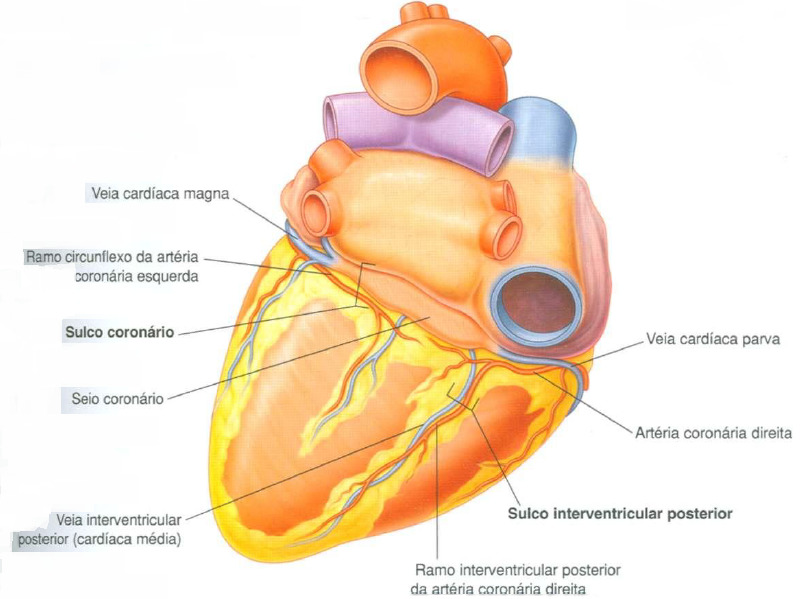 Veia cardíaca magna
Ramo circunflexo da artéria
coronária esquerda
Sulco coronário
Seio coronário
Veia interventricular
posterior (cardíaca média)
Veia cardíaca parva
Artéria coronária direita
Sulco interventricular posterior
Ramo interventricular posterior
da artéria coronária direita